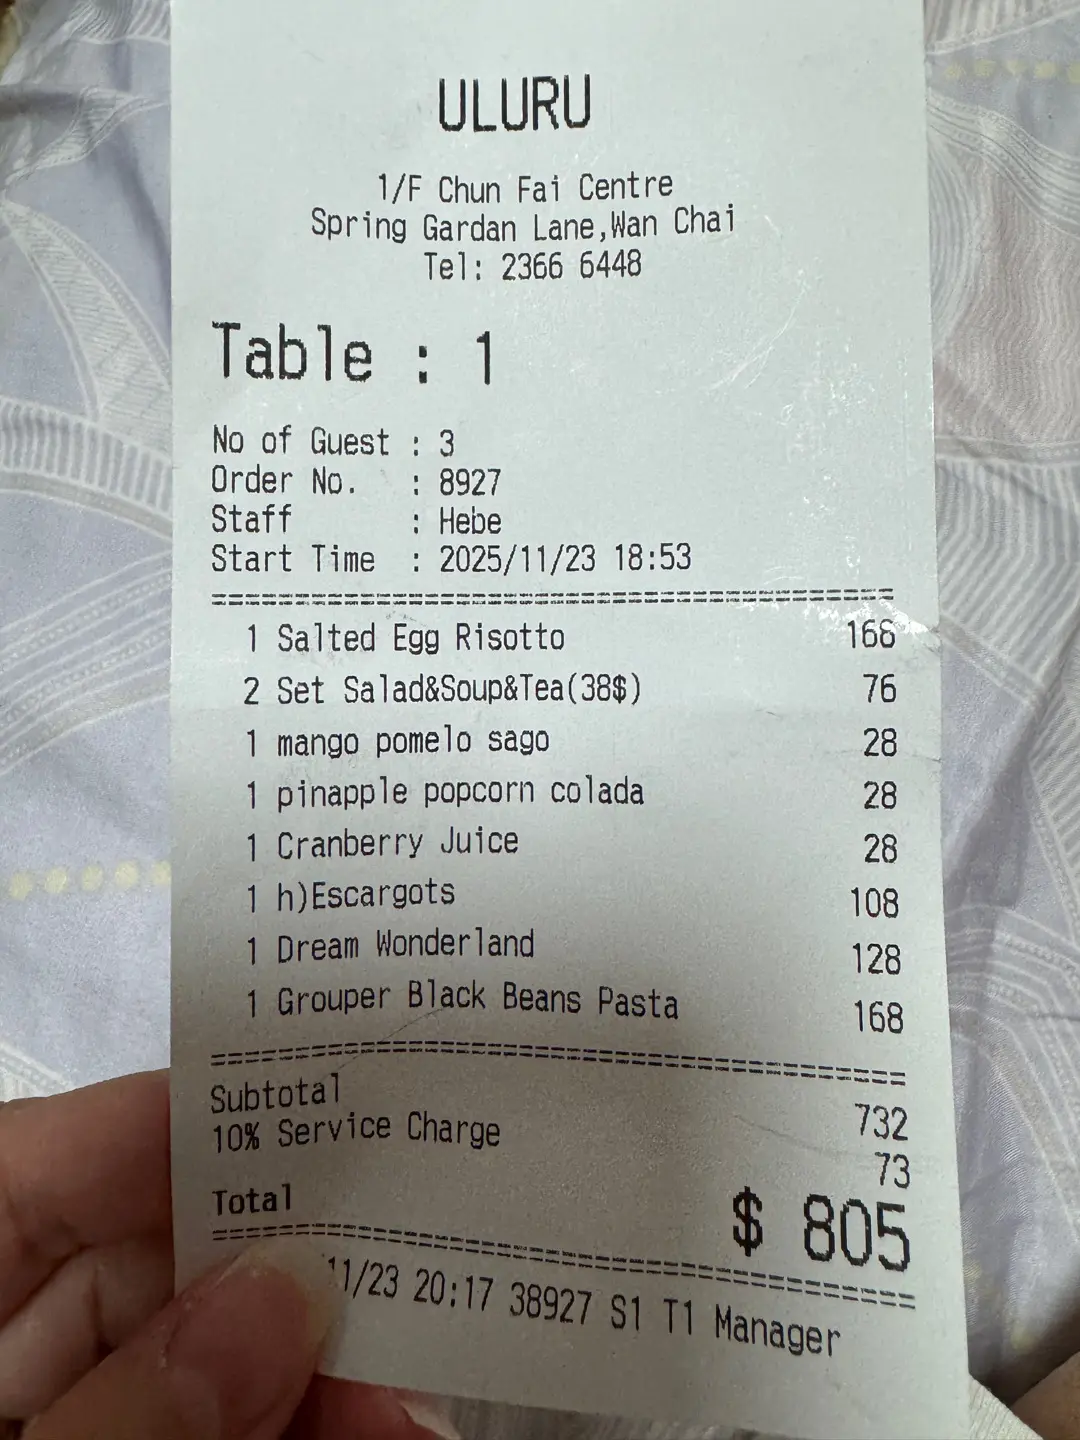 ULURU
1/F Chun Fai Centre
Spring Gardan Lane,Wan Chai
Tel: 2366 6448
Table : 1
No of Guest : 3
Order No. : 8927
Staff : Hebe
Start Time : 2025/11/23 18:53
1 Salted Egg Risotto 168
2 Set Salad&Soup&Tea(38$) 76
1 mango pomelo sago 28
1 pinapple popcorn colada 28
1 Cranberry Juice 28
1 h)Escargots 108
1 Dream Wonderland 128
1 Grouper Black Beans Pasta 168
Subtotal 732
10% Service Charge 73
Total $ 805
11/23 20:17 38927 S1 T1 Manager